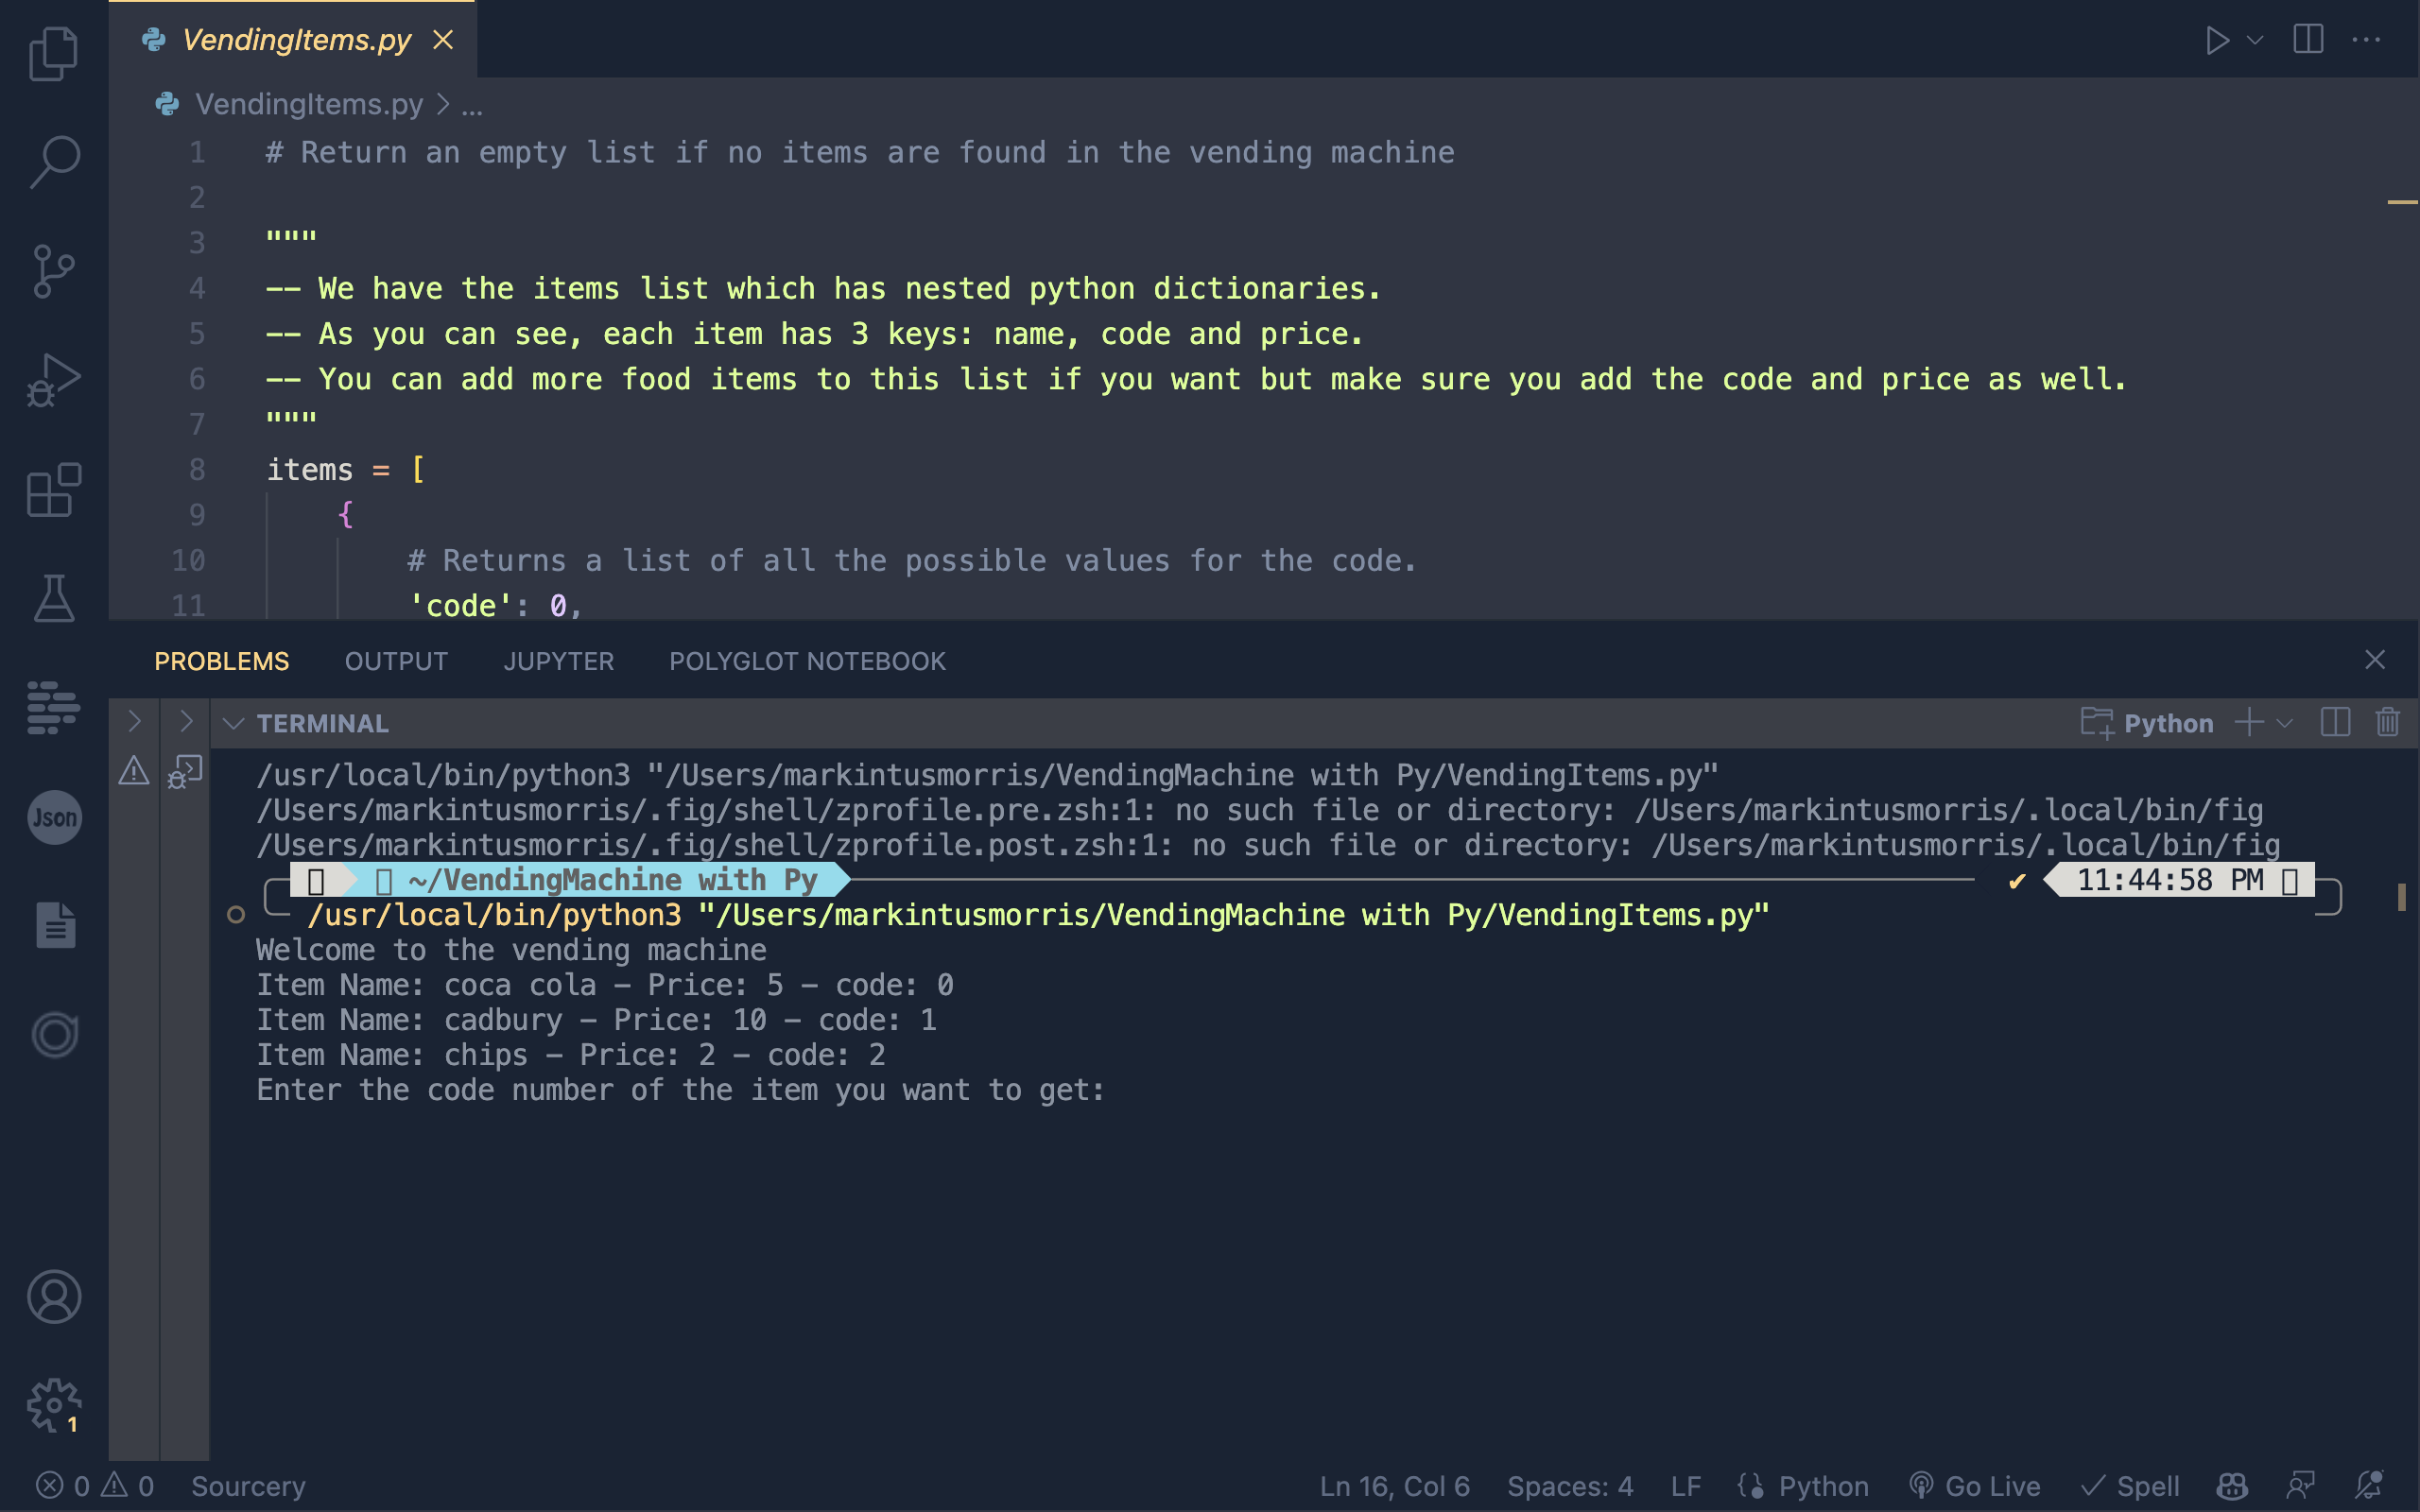 VendingItems.py
VendingItems.py > ...
1 # Return an empty list if no items are found in the vending machine
2
3 """
4 -- We have the items list which has nested python dictionaries.
5 -- As you can see, each item has 3 keys: name, code and price.
6 -- You can add more food items to this list if you want but make sure you add the code and price as well.
7 """
8 items = [
9 {
10 # Returns a list of all the possible values for the code.
11 'code': 0,
PROBLEMS OUTPUT JUPYTER POLYGLOT NOTEBOOK
TERMINAL Python
/usr/local/bin/python3 "/Users/markintusmorris/VendingMachine with Py/VendingItems.py"
/Users/markintusmorris/.fig/shell/zprofile.pre.zsh:1: no such file or directory: /Users/markintusmorris/.local/bin/fig
/Users/markintusmorris/.fig/shell/zprofile.post.zsh:1: no such file or directory: /Users/markintusmorris/.local/bin/fig
~/VendingMachine with Py ✔ 11:44:58 PM
/usr/local/bin/python3 "/Users/markintusmorris/VendingMachine with Py/VendingItems.py"
Welcome to the vending machine
Item Name: coca cola - Price: 5 - code: 0
Item Name: cadbury - Price: 10 - code: 1
Item Name: chips - Price: 2 - code: 2
Enter the code number of the item you want to get:
Json
1
0 0 Sourcery Ln 16, Col 6 Spaces: 4 LF Python Go Live Spell